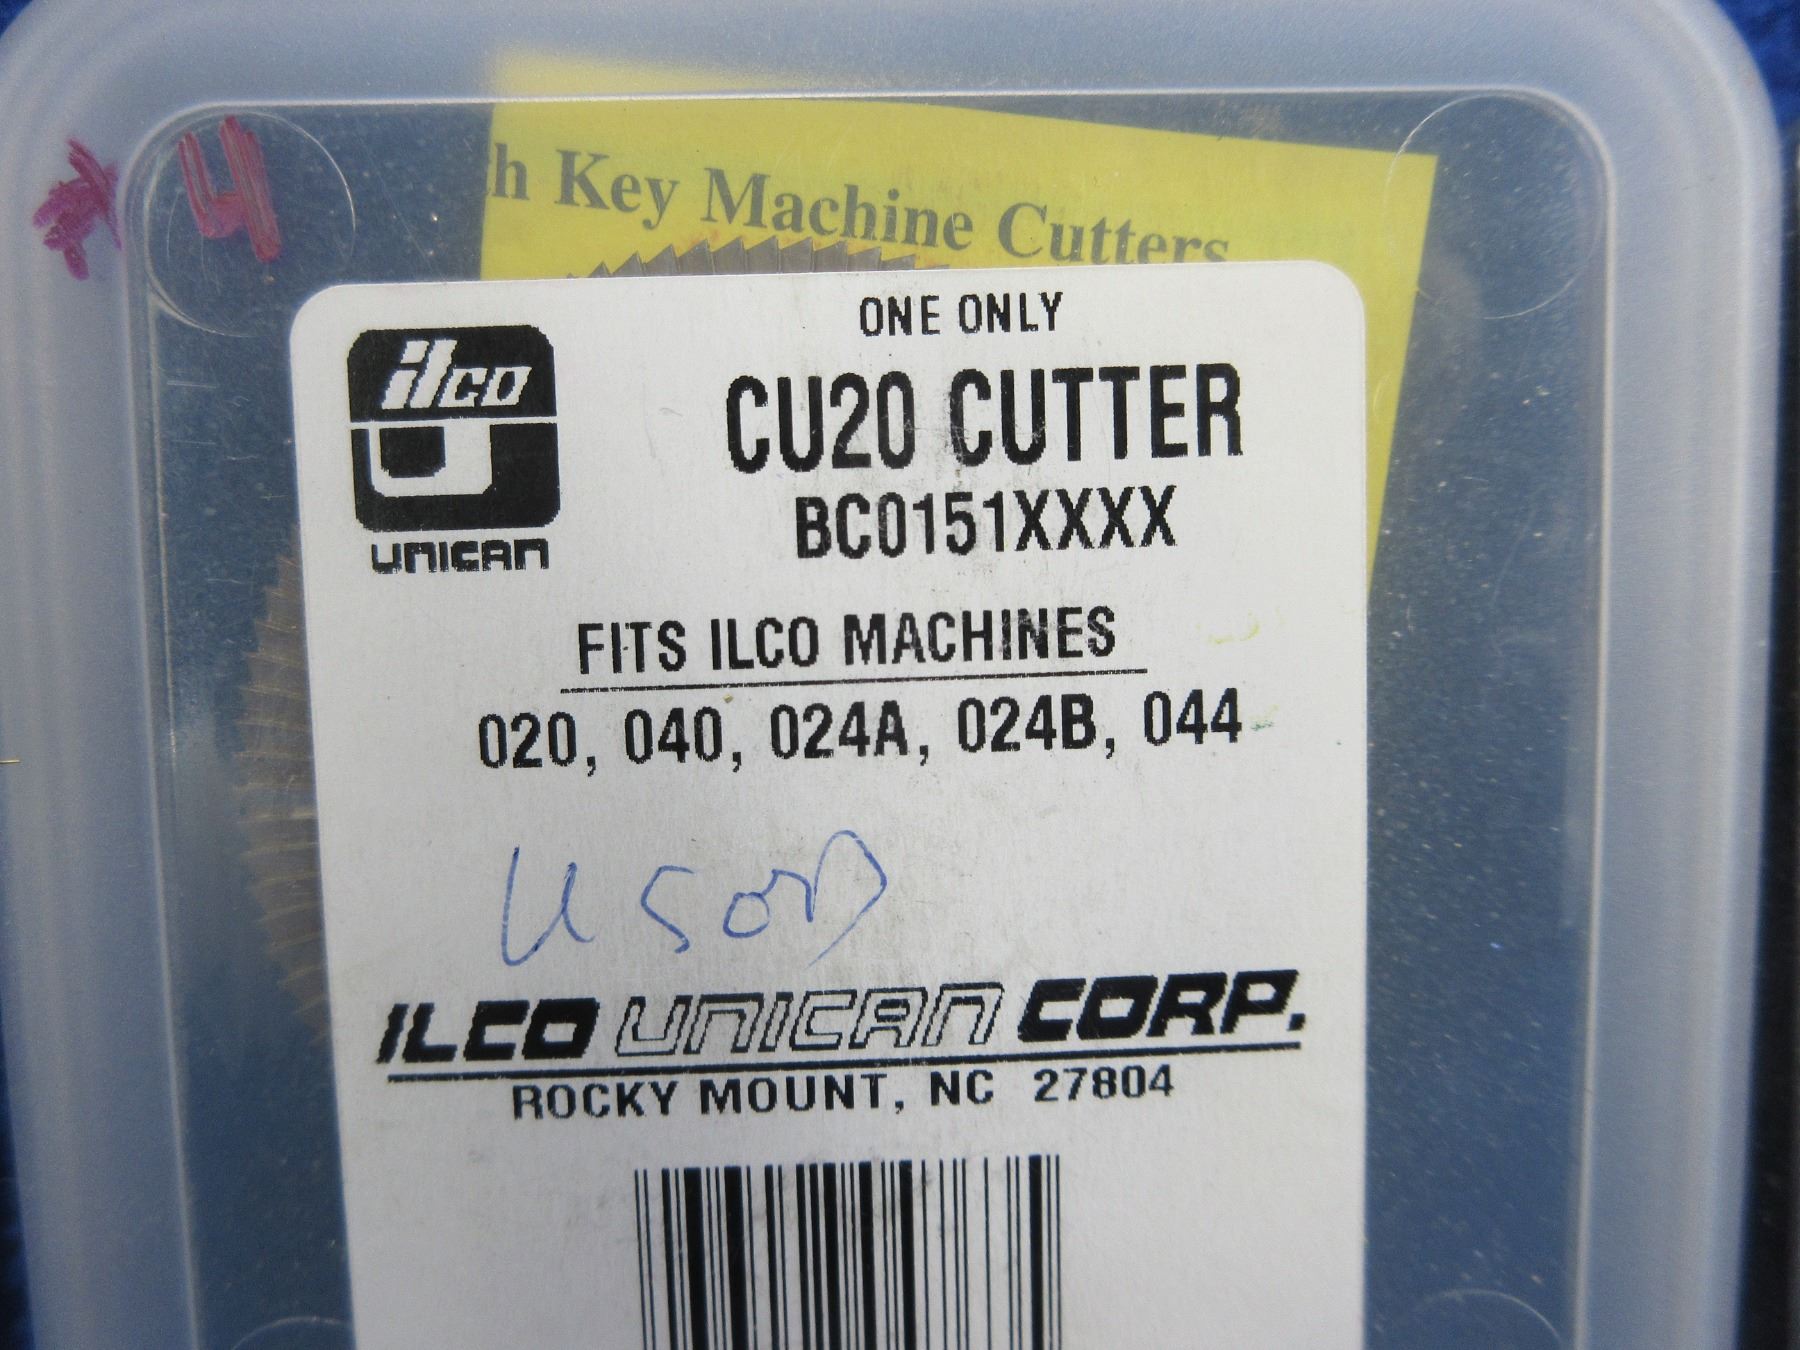 * 4
h Key Machine Cutters
ilco
UNICAN
ONE ONLY
CU20 CUTTER
BC0151XXXX
FITS ILCO MACHINES
020, 040, 024A, 024B, 044
USED
ILCO UNICAN CORP.
ROCKY MOUNT, NC 27804